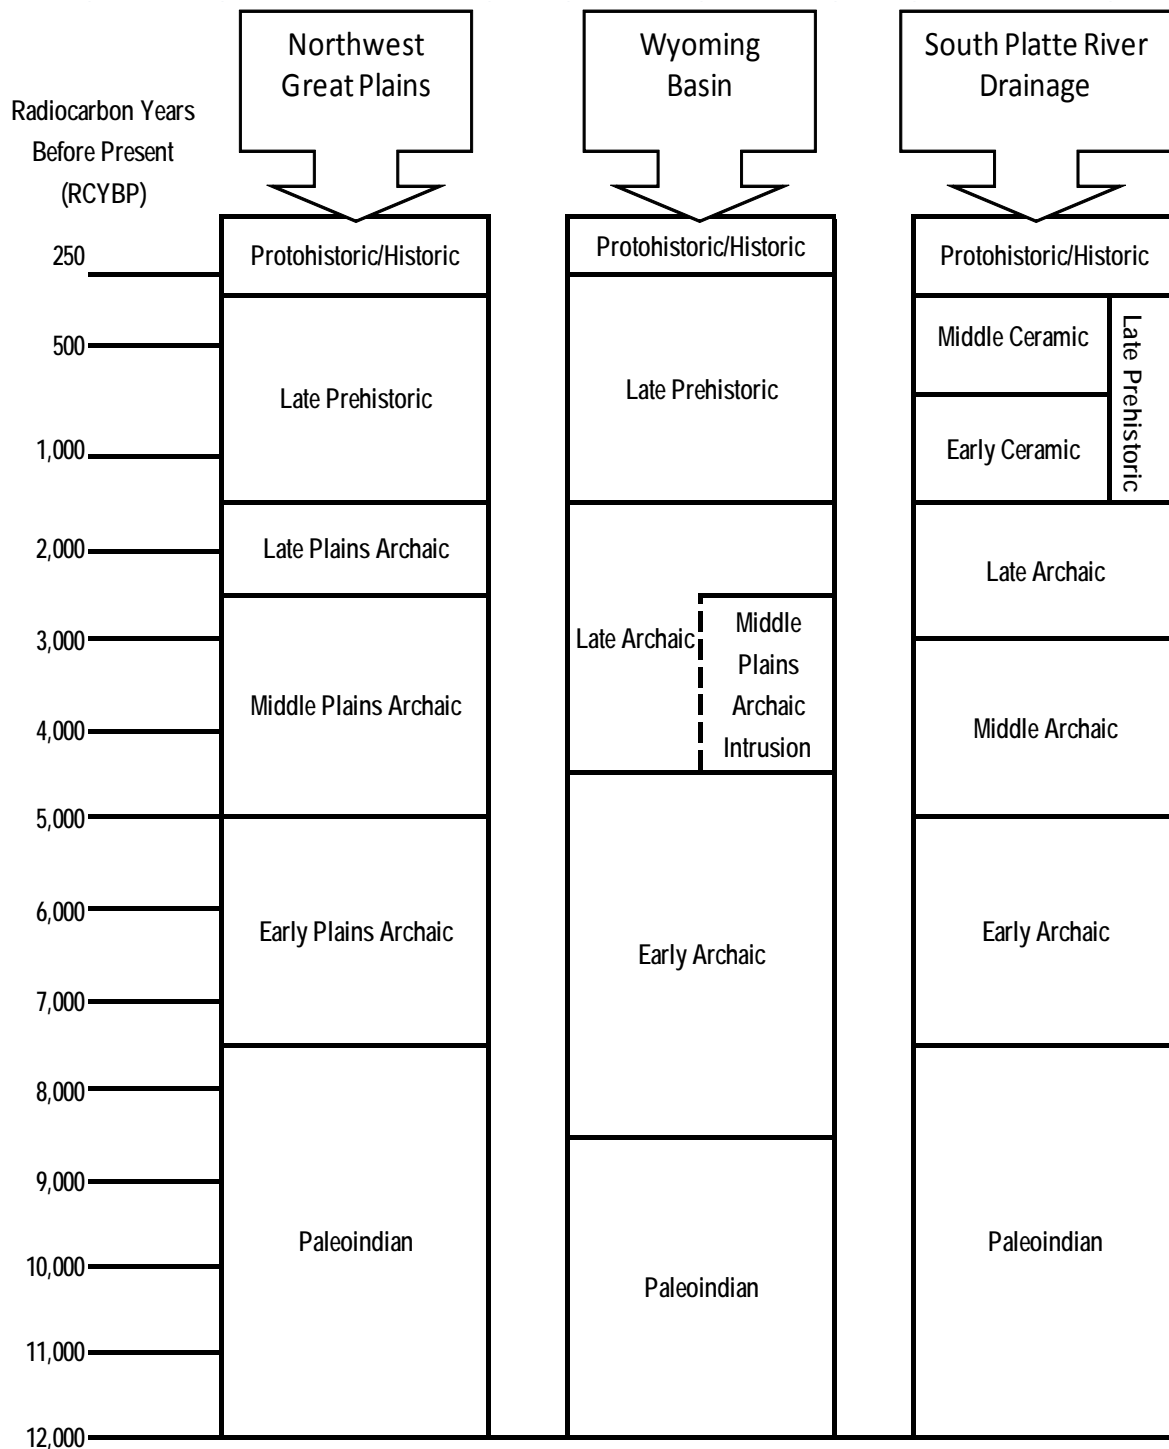 Northwest
Great Plains
Wyoming
Basin
South Platte River
Drainage
Radiocarbon Years
Before Present
(RCYBP)
250
500
1,000
2,000
3,000
4,000
5,000
6,000
7,000
8,000
9,000
10,000
11,000
12,000
Protohistoric/Historic
Late Prehistoric
Late Plains Archaic
Middle Plains Archaic
Early Plains Archaic
Paleoindian
Protohistoric/Historic
Late Prehistoric
Late Archaic
Middle
Plains
Archaic
Intrusion
Early Archaic
Paleoindian
Protohistoric/Historic
Middle Ceramic
Early Ceramic
Late Prehistoric
Late Archaic
Middle Archaic
Early Archaic
Paleoindian